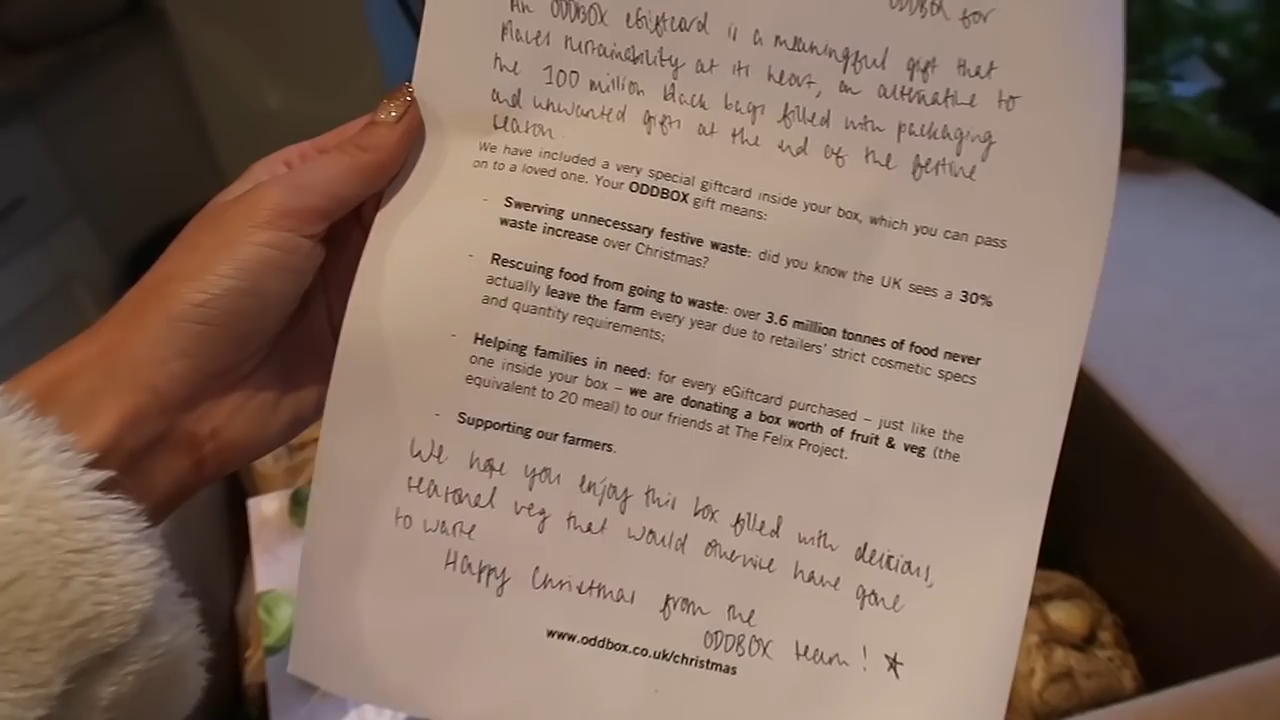 ODDBOX for
An ODDBOX eGiftcard is a meaningful gift that
places sustainability at its heart, an alternative to
the 100 million black bags filled with packaging
and unwanted gifts at the end of the festive
season.
We have included a very special giftcard inside your box, which you can pass
on to a loved one. Your ODDBOX gift means:
- Swerving unnecessary festive waste: did you know the UK sees a 30%
waste increase over Christmas?
- Rescuing food from going to waste: over 3.6 million tonnes of food never
actually leave the farm every year due to retailers' strict cosmetic specs
and quantity requirements;
- Helping families in need: for every eGiftcard purchased – just like the
one inside your box – we are donating a box worth of fruit & veg (the
equivalent to 20 meal) to our friends at The Felix Project.
- Supporting our farmers.
We hope you enjoy this box filled with delicious,
seasonal veg that would otherwise have gone
to waste
Happy Christmas from the
ODDBOX team! ☆
www.oddbox.co.uk/christmas